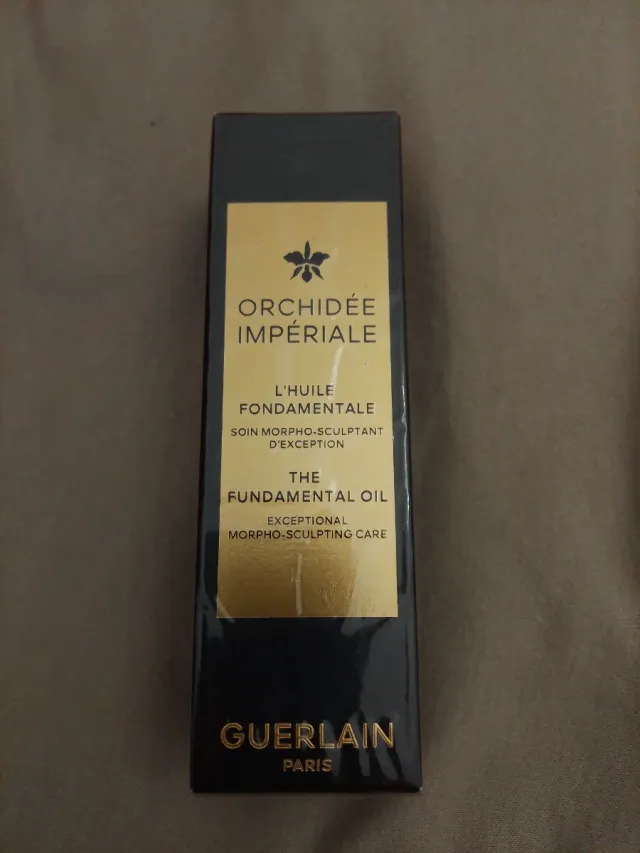 ORCHIDÉE
IMPÉRIALE
L'HUILE
FONDAMENTALE
SOIN MORPHO-SCULPTANT
D'EXCEPTION
THE
FUNDAMENTAL OIL
EXCEPTIONAL
MORPHO-SCULPTING CARE
GUERLAIN
PARIS